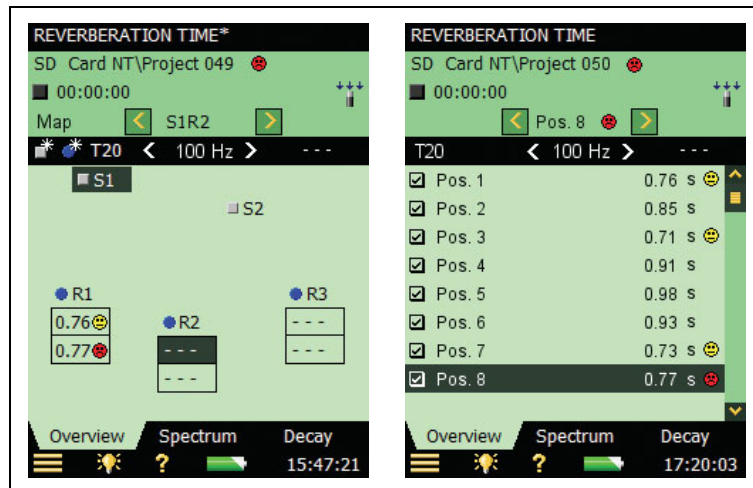 REVERBERATION TIME*
SD Card NT\Project 049
00:00:00
Map < S1R2 >
T20 < 100 Hz > ---
S1
S2
R1
R2
R3
0.76
0.77
---
---
---
---
Overview Spectrum Decay
? 15:47:21
REVERBERATION TIME
SD Card NT\Project 050
00:00:00
< Pos. 8 >
T20 < 100 Hz > ---
Pos. 1 0.76 s
Pos. 2 0.85 s
Pos. 3 0.71 s
Pos. 4 0.91 s
Pos. 5 0.98 s
Pos. 6 0.93 s
Pos. 7 0.73 s
Pos. 8 0.77 s
Overview Spectrum Decay
? 17:20:03